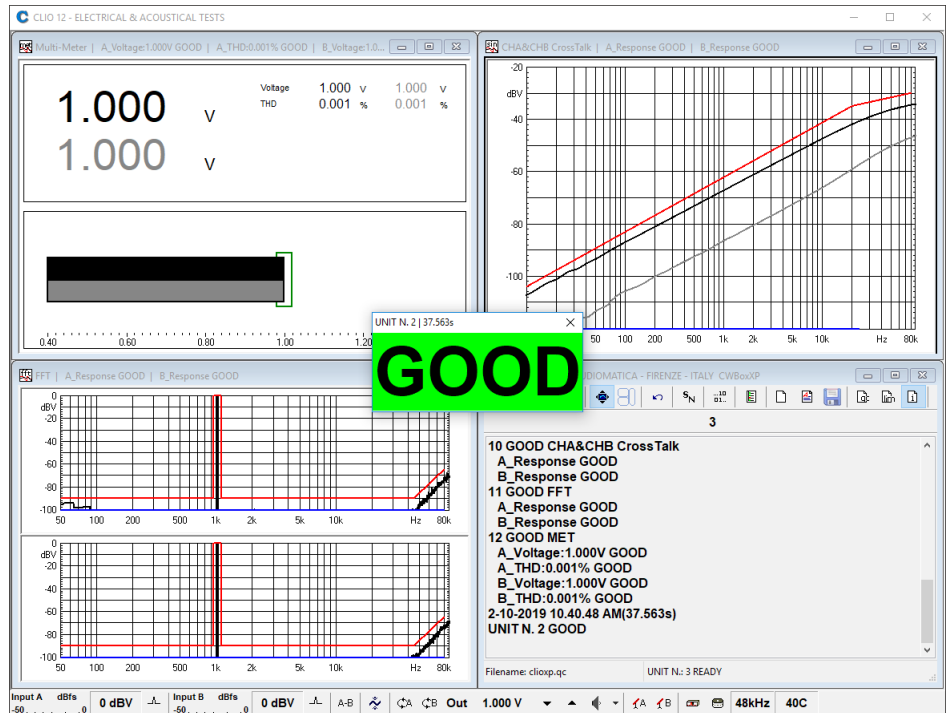 CLIO 12 - ELECTRICAL & ACOUSTICAL TESTS
Multi-Meter | A_Voltage:1.000V GOOD | A_THD:0.001% GOOD | B_Voltage:1.0...
1.000 V
1.000 V
Voltage 1.000 V 1.000 V
THD 0.001 % 0.001 %
0.40 0.60 0.80 1.00 1.20
CHA&CHB CrossTalk | A_Response GOOD | B_Response GOOD
-20
dBV
-40
-60
-80
-100
50 100 200 500 1k 2k 5k 10k Hz 80k
UNIT N. 2 | 37.563s
GOOD
FFT | A_Response GOOD | B_Response GOOD
0
dBV
-20
-40
-60
-80
-100
50 100 200 500 1k 2k 5k 10k Hz 80k
0
dBV
-20
-40
-60
-80
-100
50 100 200 500 1k 2k 5k 10k Hz 80k
DIOMATICA - FIRENZE - ITALY CWBoxXP
3
10 GOOD CHA&CHB CrossTalk
A_Response GOOD
B_Response GOOD
11 GOOD FFT
A_Response GOOD
B_Response GOOD
12 GOOD MET
A_Voltage:1.000V GOOD
A_THD:0.001% GOOD
B_Voltage:1.000V GOOD
B_THD:0.001% GOOD
2-10-2019 10.40.48 AM(37.563s)
UNIT N. 2 GOOD
Filename: clioxp.qc UNIT N.: 3 READY
Input A dBfs
-50 0 0 dBV
Input B dBfs
-50 0 0 dBV A-B Out 1.000 V 48kHz 40C